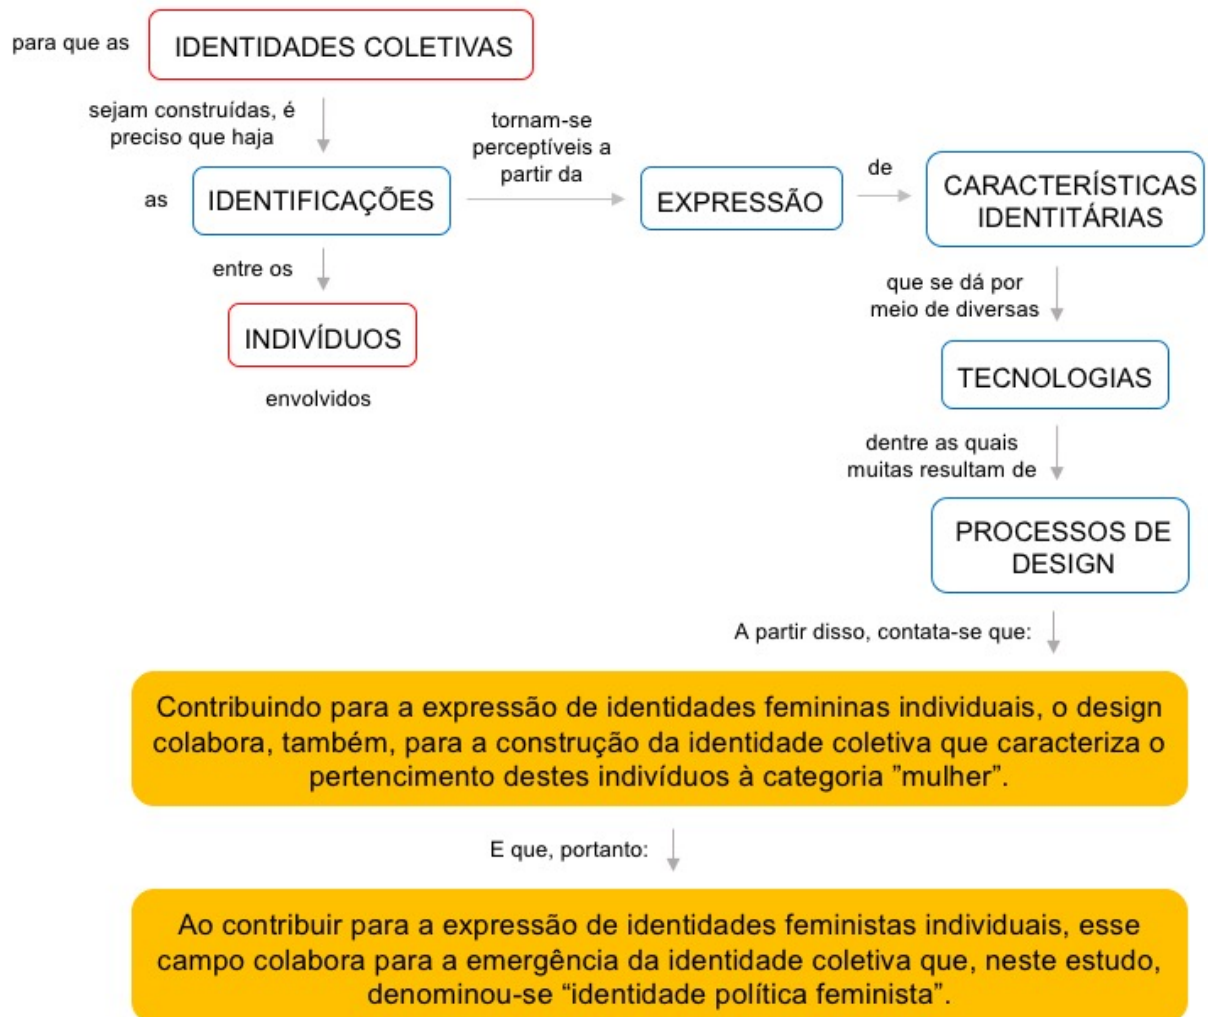 para que as
IDENTIDADES COLETIVAS
sejam construídas, é
preciso que haja
as
IDENTIFICAÇÕES
tornam-se
perceptíveis a
partir da
EXPRESSÃO
de
CARACTERÍSTICAS
IDENTITÁRIAS
entre os
INDIVÍDUOS
envolvidos
que se dá por
meio de diversas
TECNOLOGIAS
dentre as quais
muitas resultam de
PROCESSOS DE
DESIGN
A partir disso, contata-se que:
Contribuindo para a expressão de identidades femininas individuais, o design
colabora, também, para a construção da identidade coletiva que caracteriza o
pertencimento destes indivíduos à categoria ”mulher”.
E que, portanto:
Ao contribuir para a expressão de identidades feministas individuais, esse
campo colabora para a emergência da identidade coletiva que, neste estudo,
denominou-se “identidade política feminista”.